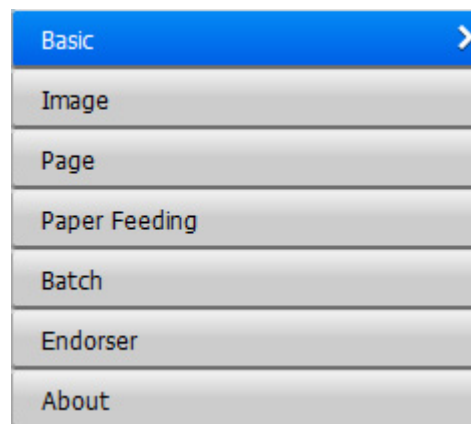 Basic
Image
Page
Paper Feeding
Batch
Endorser
About